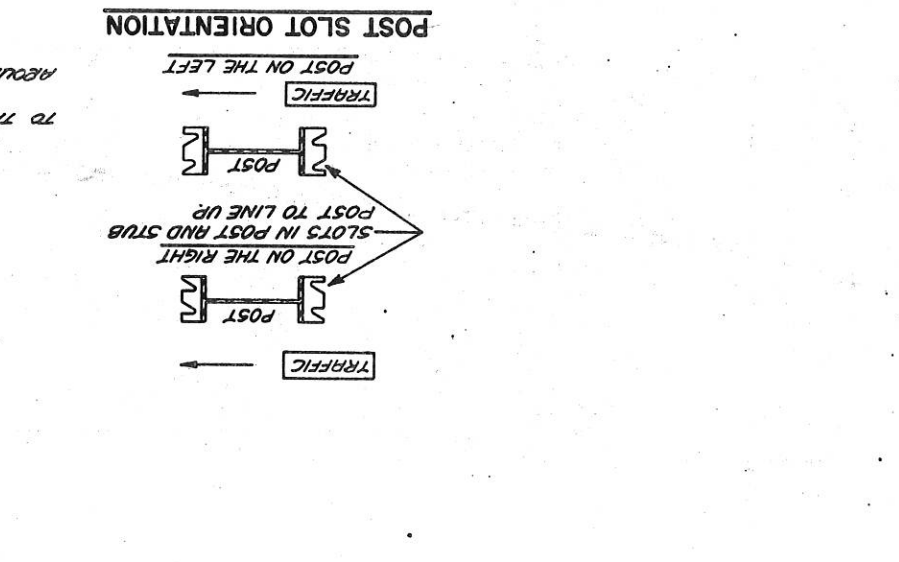 TRAFFIC
POST
POST ON THE RIGHT
SLOTS IN POST AND STUB
POST TO LINE UP.
POST
TO
TRAFFIC
POST ON THE LEFT
POST SLOT ORIENTATION